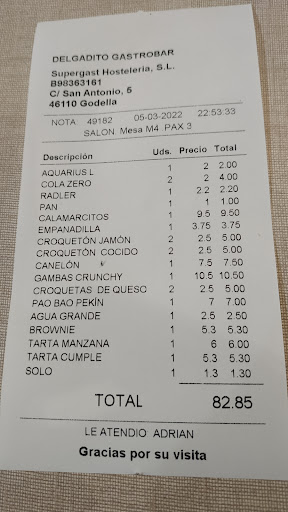 DELGADITO GASTROBAR
Supergast Hosteleria, S.L.
B98363161
C/ San Antonio, 5
46110 Godella
NOTA: 49182 05-03-2022 22:53:33
SALON. Mesa M4 PAX 3
Descripción Uds. Precio Total
AQUARIUS L 1 2 2.00
COLA ZERO 2 2 4.00
RADLER 1 2.2 2.20
PAN 1 1 1.00
CALAMARCITOS 1 9.5 9.50
EMPANADILLA 1 3.75 3.75
CROQUETÓN JAMÓN 2 2.5 5.00
CROQUETÓN COCIDO 2 2.5 5.00
CANELÓN 1 7.5 7.50
GAMBAS CRUNCHY 1 10.5 10.50
CROQUETAS DE QUESO 2 2.5 5.00
PAO BAO PEKÍN 1 7 7.00
AGUA GRANDE 1 2.5 2.50
BROWNIE 1 5.3 5.30
TARTA MANZANA 1 6 6.00
TARTA CUMPLE 1 5.3 5.30
SOLO 1 1.3 1.30
TOTAL 82.85
LE ATENDIO ADRIAN
Gracias por su visita